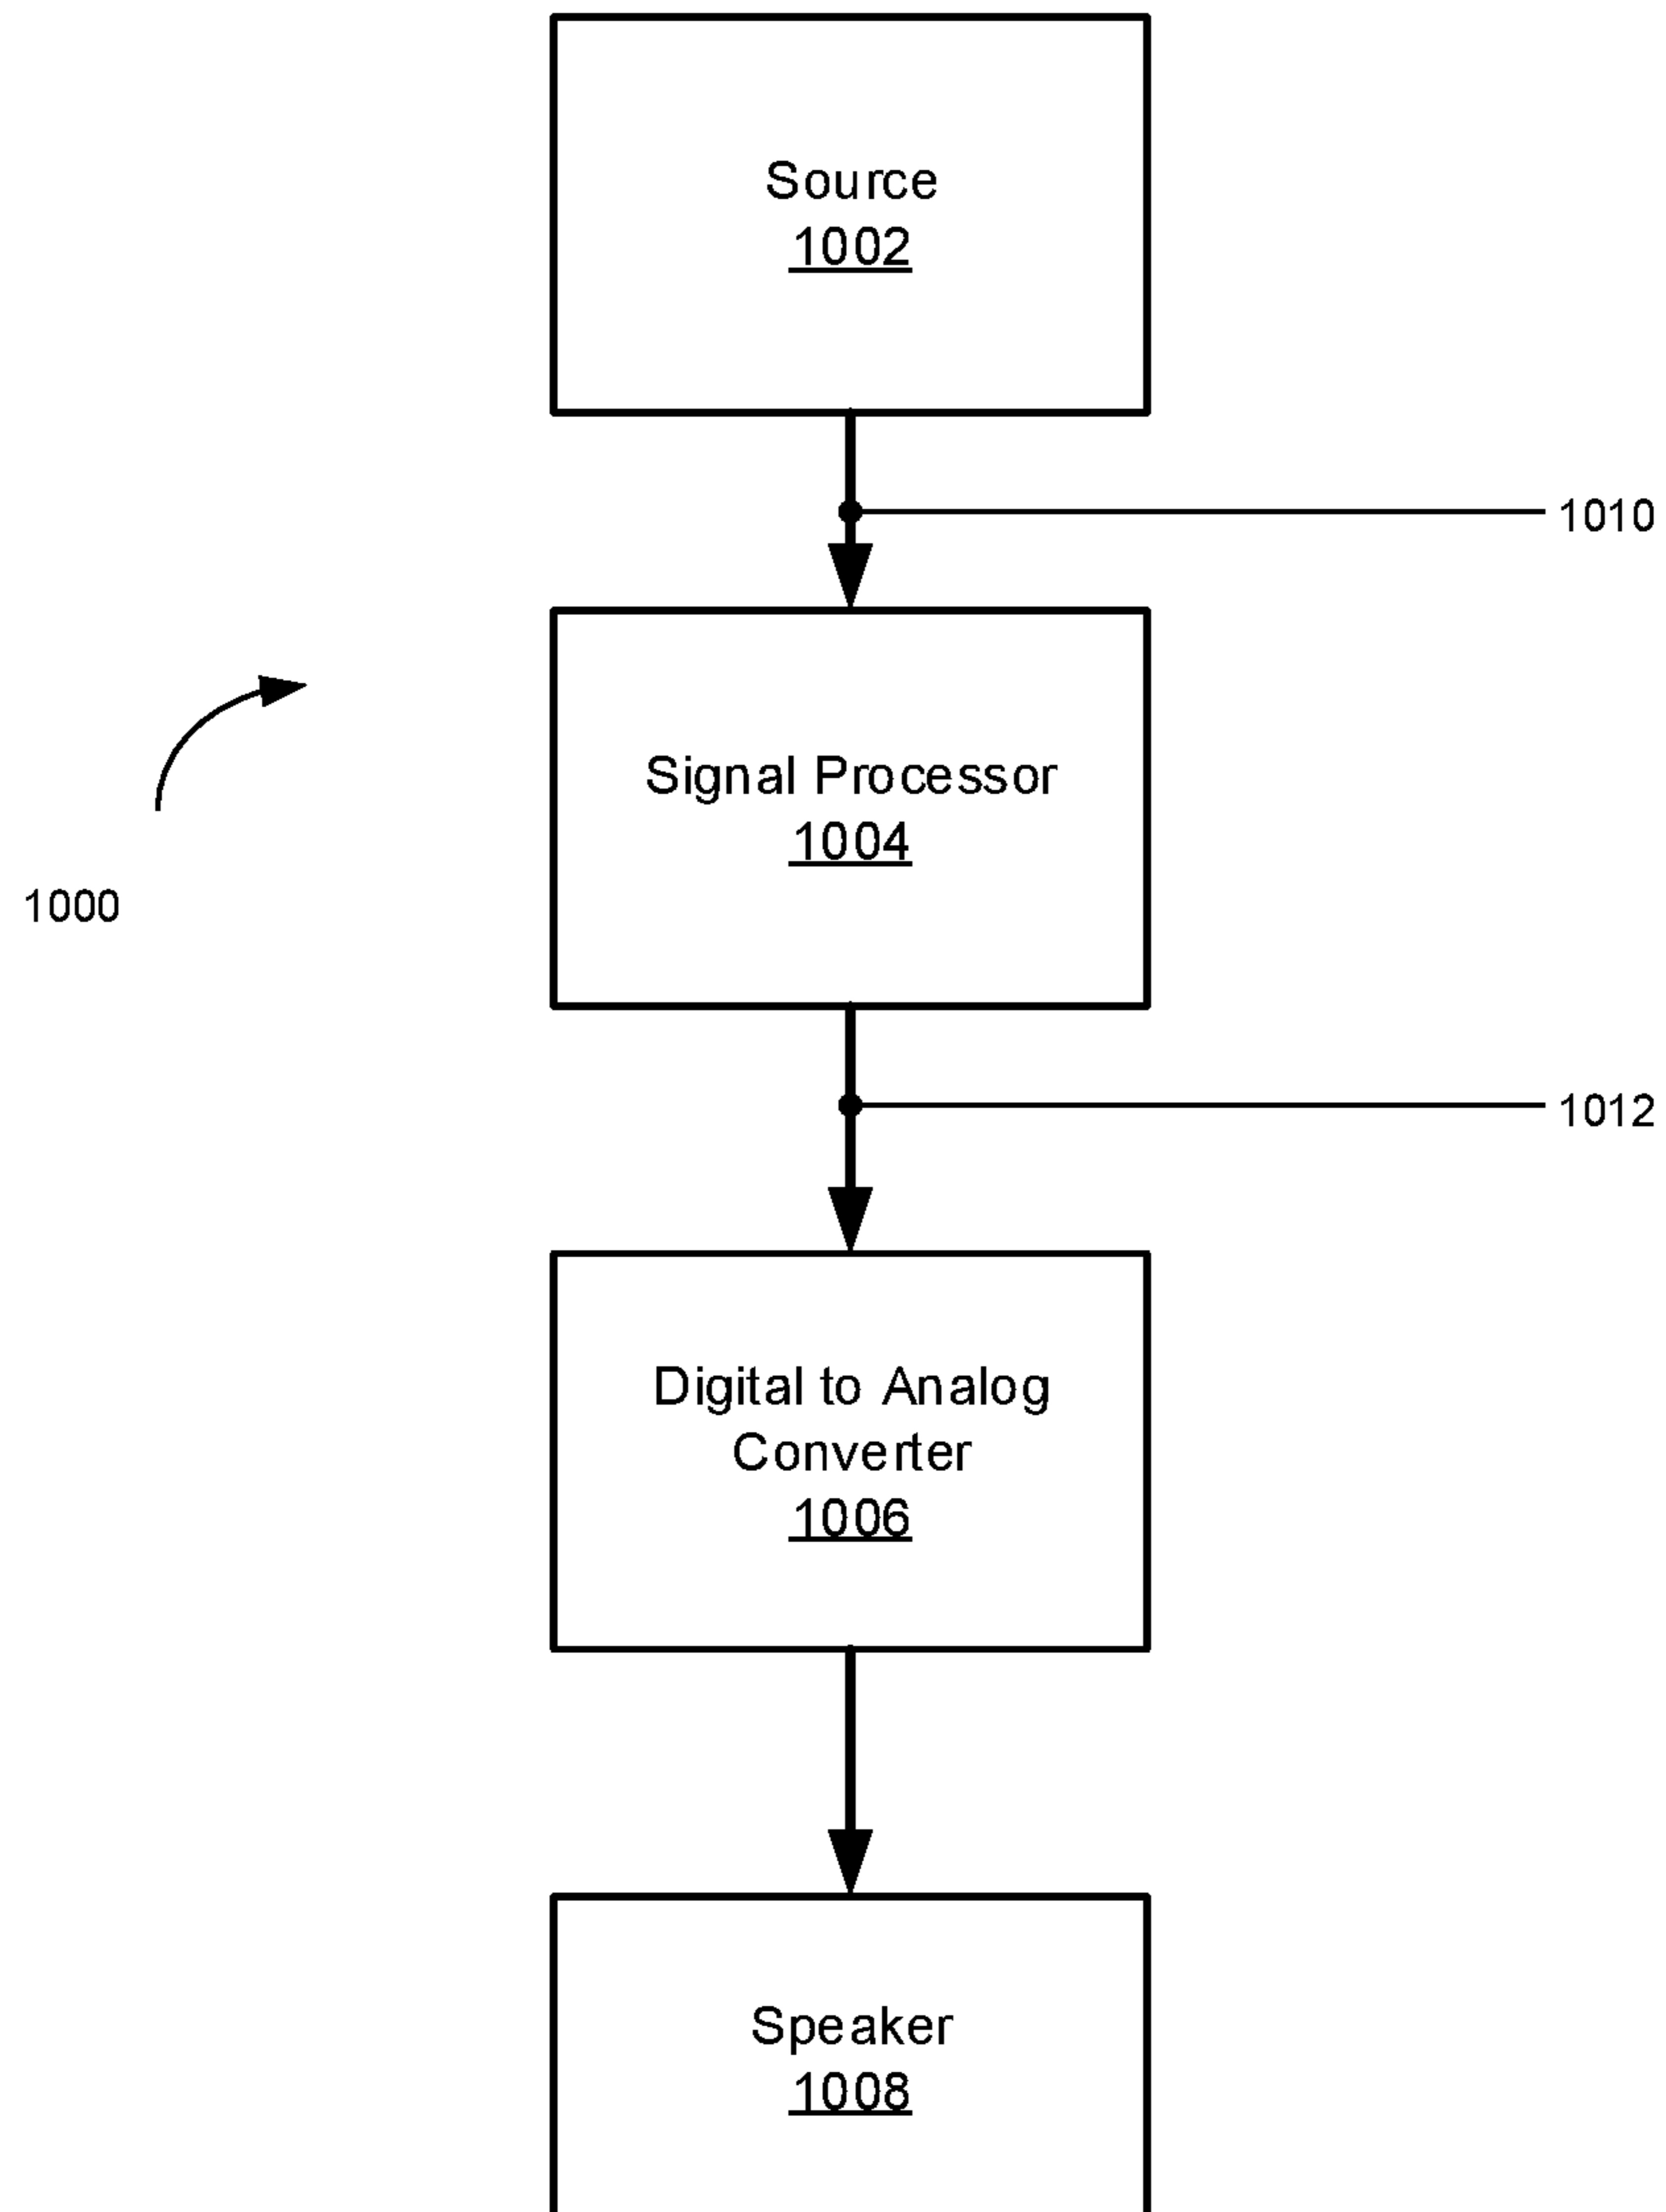 Source
1002
1010
Signal Processor
1004
1000
1012
Digital to Analog
Converter
1006
Speaker
1008